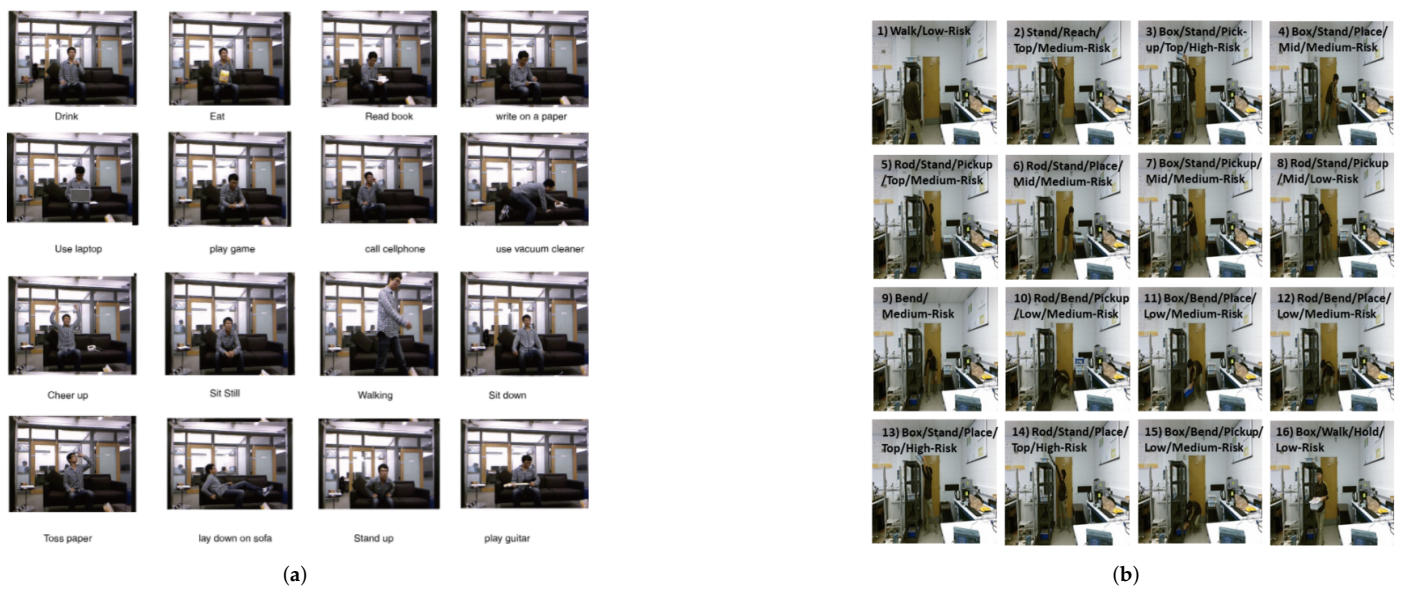 Drink
Eat
Read book
write on a paper
Use laptop
play game
call cellphone
use vacuum cleaner
Cheer up
Sit Still
Walking
Sit down
Toss paper
lay down on sofa
Stand up
play guitar
(a)
1) Walk/Low-Risk
2) Stand/Reach/
Top/Medium-Risk
3) Box/Stand/Pick-
up/Top/High-Risk
4) Box/Stand/Place/
Mid/Medium-Risk
5) Rod/Stand/Pickup
/Top/Medium-Risk
6) Rod/Stand/Place/
Mid/Medium-Risk
7) Box/Stand/Pickup/
Mid/Medium-Risk
8) Rod/Stand/Pickup
/Mid/Low-Risk
9) Bend/
Medium-Risk
10) Rod/Bend/Pickup
/Low/Medium-Risk
11) Box/Bend/Place/
Low/Medium-Risk
12) Rod/Bend/Place/
Low/Medium-Risk
13) Box/Stand/Place/
Top/High-Risk
14) Rod/Stand/Place/
Top/High-Risk
15) Box/Bend/Pickup/
Low/Medium-Risk
16) Box/Walk/Hold/
Low-Risk
(b)